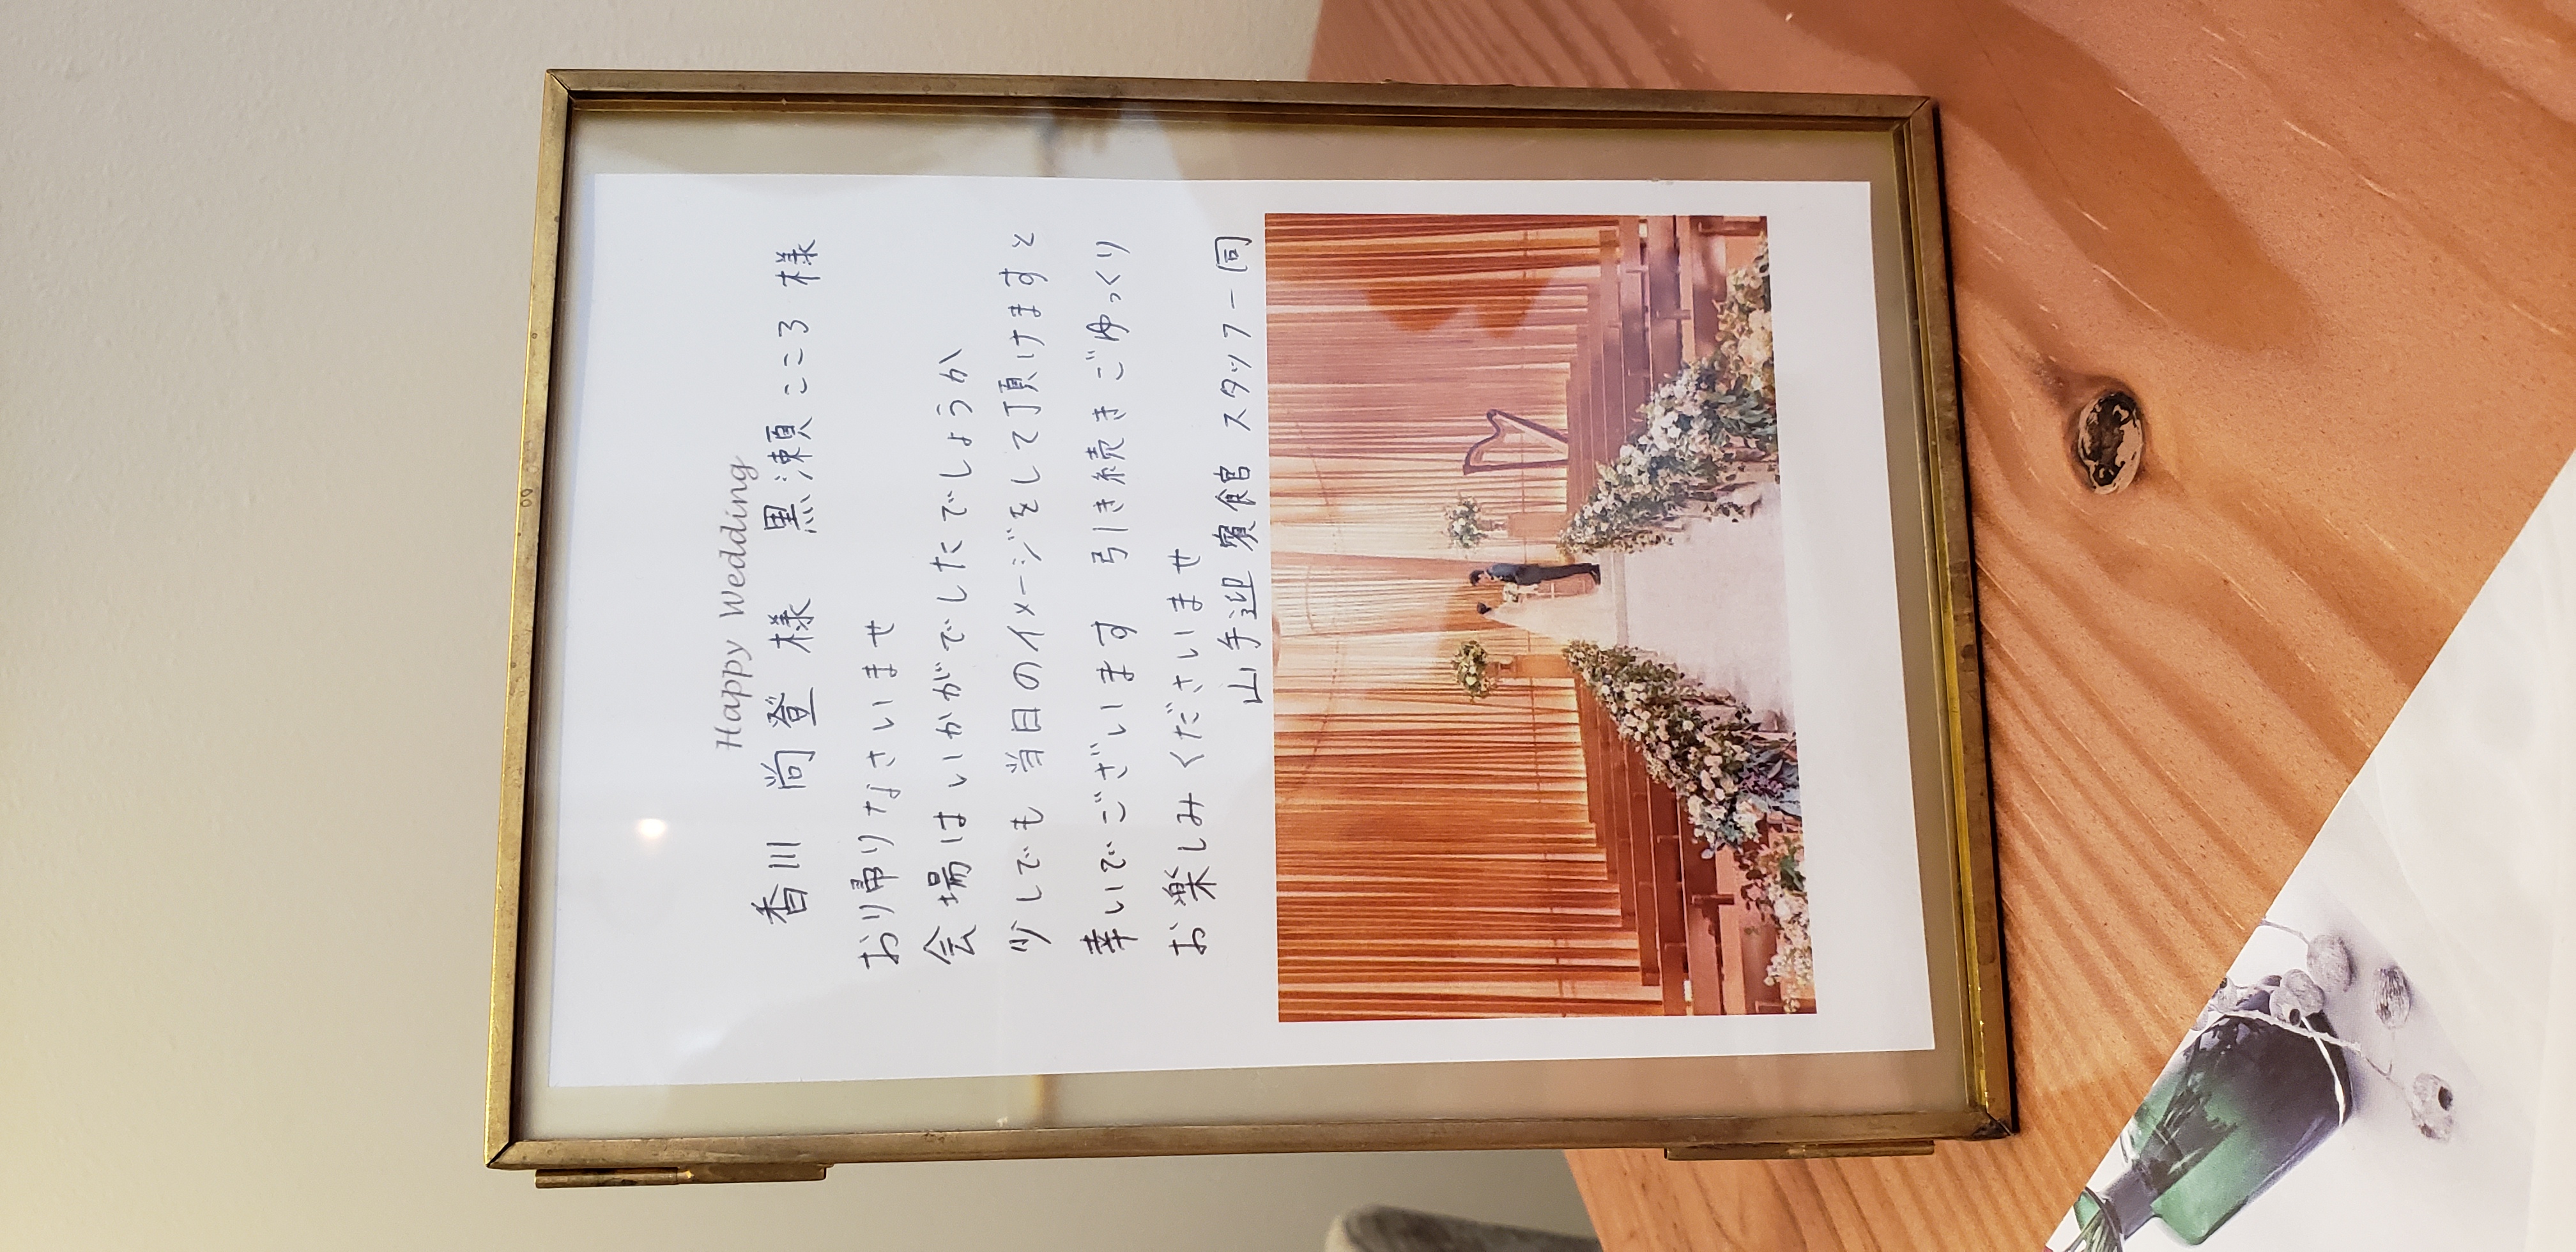 Happy Wedding
香川 尚登 様 黒瀬 こころ 様
おり帰りなさいませ
会場はいかがでしたでしょうか
少しでも 当日のイメージをして頂けますと
幸いでございます 引き続きごゆっくり
お楽しみくださいませ
山手迎賓館 スタッフ一同